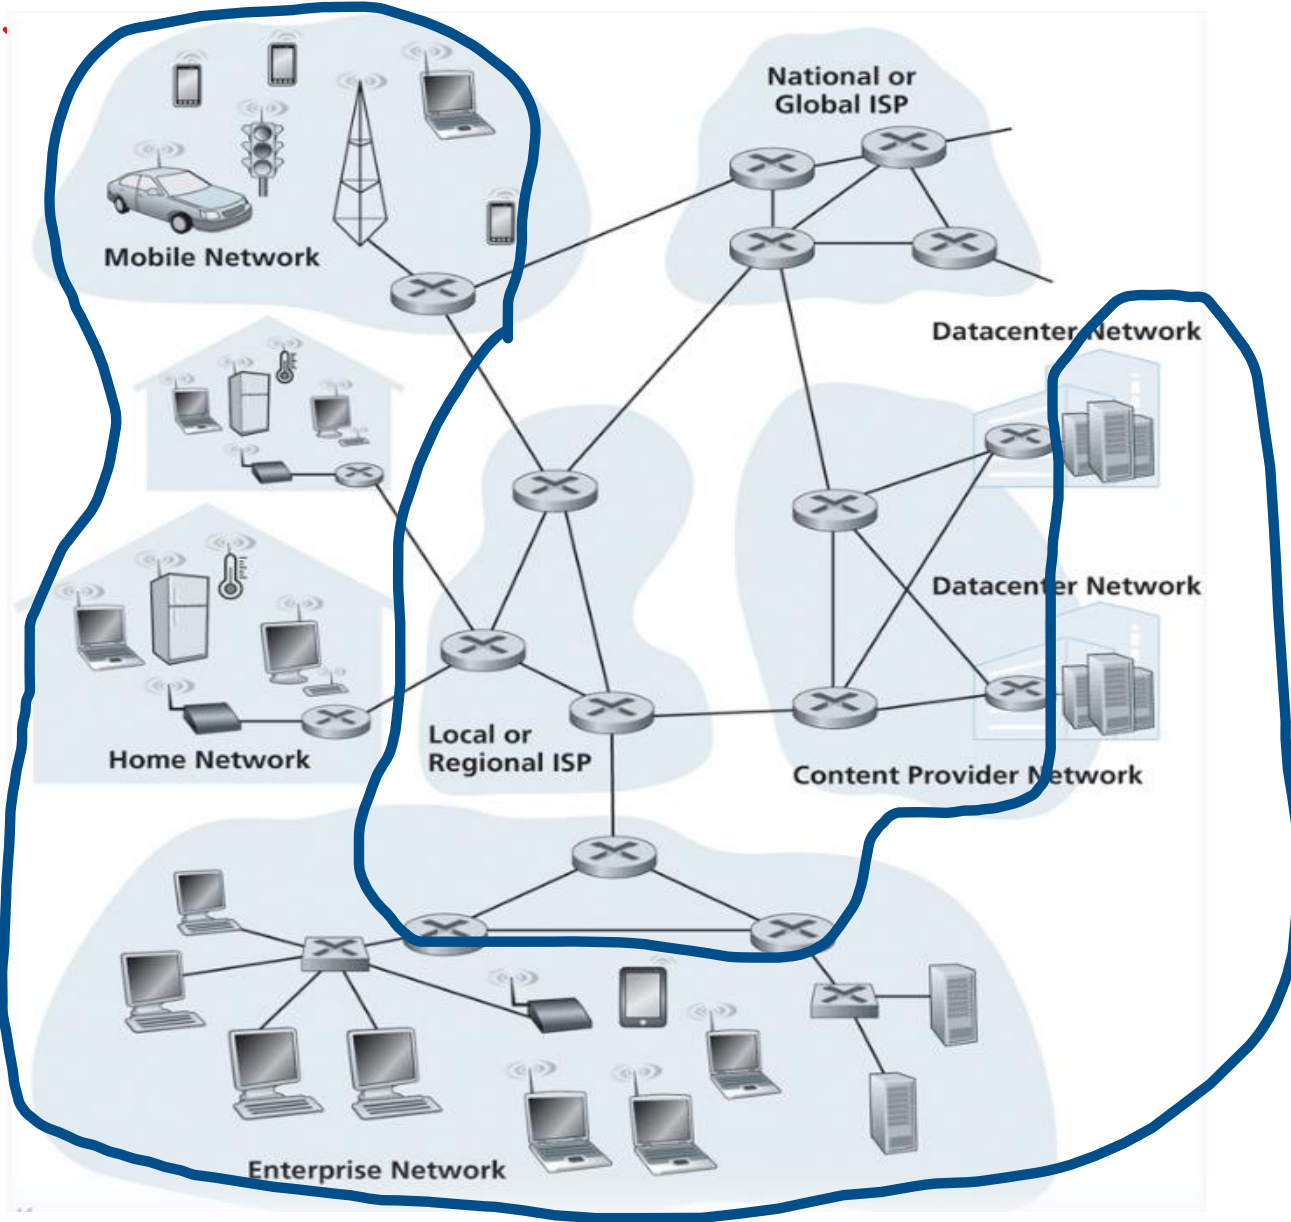 National or
Global ISP
Mobile Network
Datacenter Network
Datacenter Network
Local or
Regional ISP
Home Network
Content Provider Network
Enterprise Network